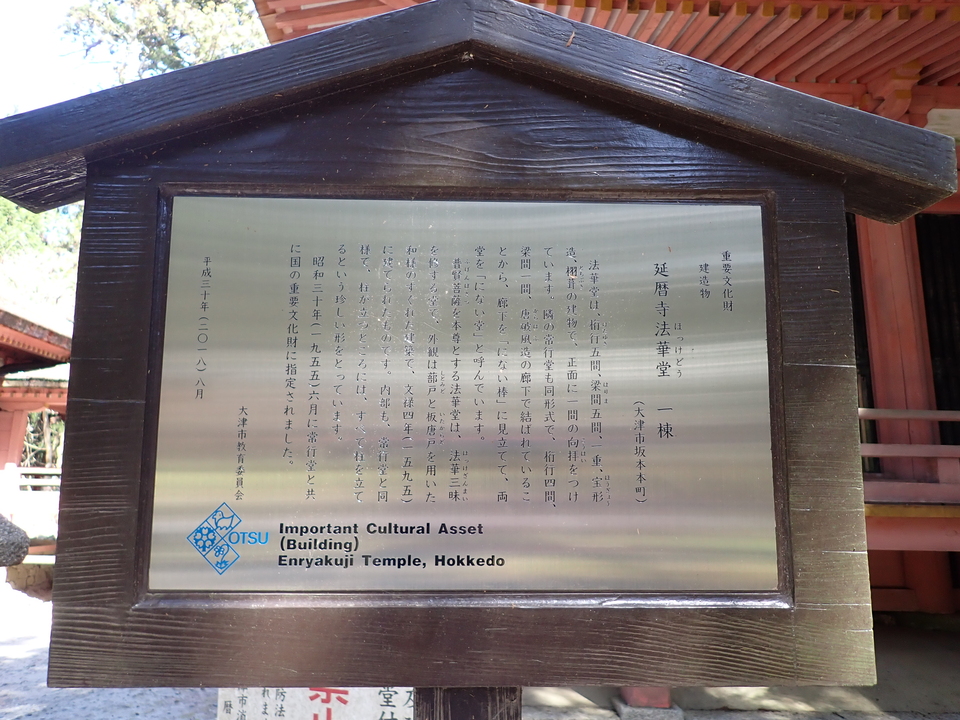 重要文化財
建造物
延暦寺法華堂 一棟
ほっけどう
(大津市坂本本町)
法華堂は、桁行五間、梁間五間、一重、宝形
造、栩葺の建物で、正面に一間の向拝をつけ
ています。隣の常行堂も同形式で、桁行四間、
梁間一間、唐破風造の廊下で結ばれているこ
とから、廊下を「にない棒」に見立てて、両
堂を「にない堂」と呼んでいます。
普賢菩薩を本尊とする法華堂は、法華三昧
を修する堂で、外観は蔀戸と板唐戸を用いた
和様のすぐれた建築で、文禄四年(一五九五)
に建てられたものです。内部も、常行堂と同
様で、柱が立つところには、すべて柱を立て
るという珍しい形をとっています。
昭和三十年(一九五五)六月に常行堂と共
に国の重要文化財に指定されました。
大津市教育委員会
平成三十年(二〇一八)八月
OTSU
Important Cultural Asset
(Building)
Enryakuji Temple, Hokkedo